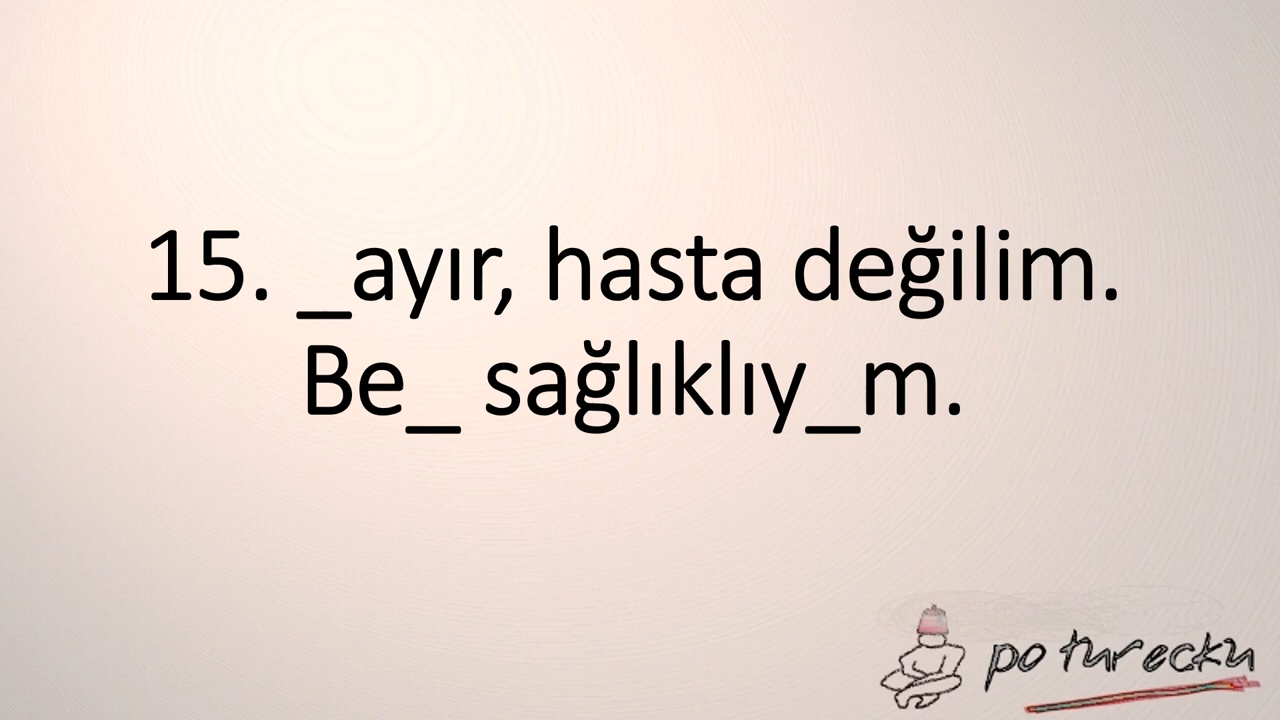 15. _ayır, hasta değilim.
Be_ sağlıklıy_m.
po turecku